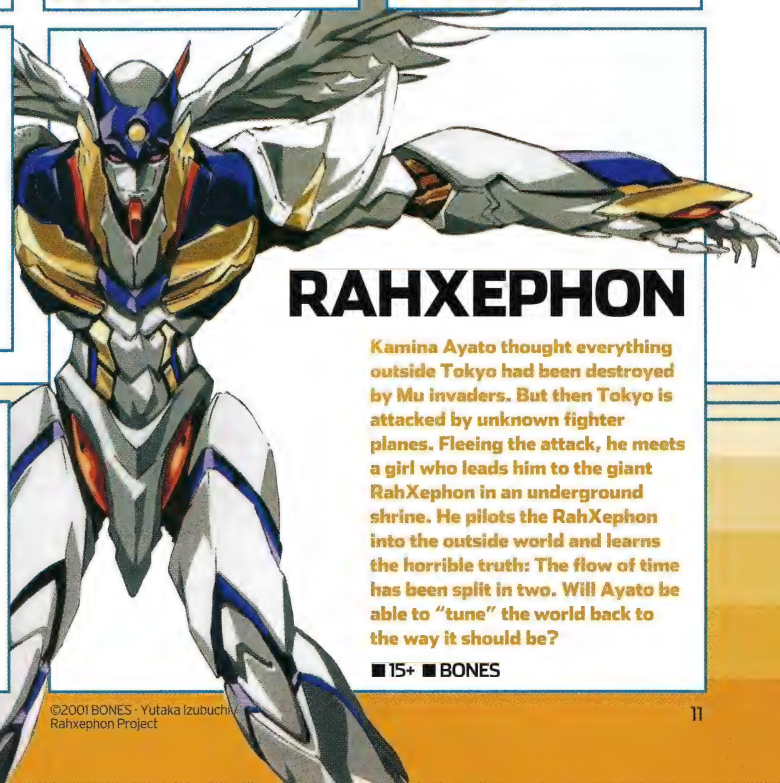 RAHXEPHON
Kamina Ayato thought everything
outside Tokyo had been destroyed
by Mu invaders. But then Tokyo is
attacked by unknown fighter
planes. Fleeing the attack, he meets
a girl who leads him to the giant
RahXephon in an underground
shrine. He pilots the RahXephon
into the outside world and learns
the horrible truth: The flow of time
has been split in two. Will Ayato be
able to "tune" the world back to
the way it should be?
■ 15+ ■ BONES
©2001 BONES · Yutaka Izubuchi /
Rahxephon Project
11